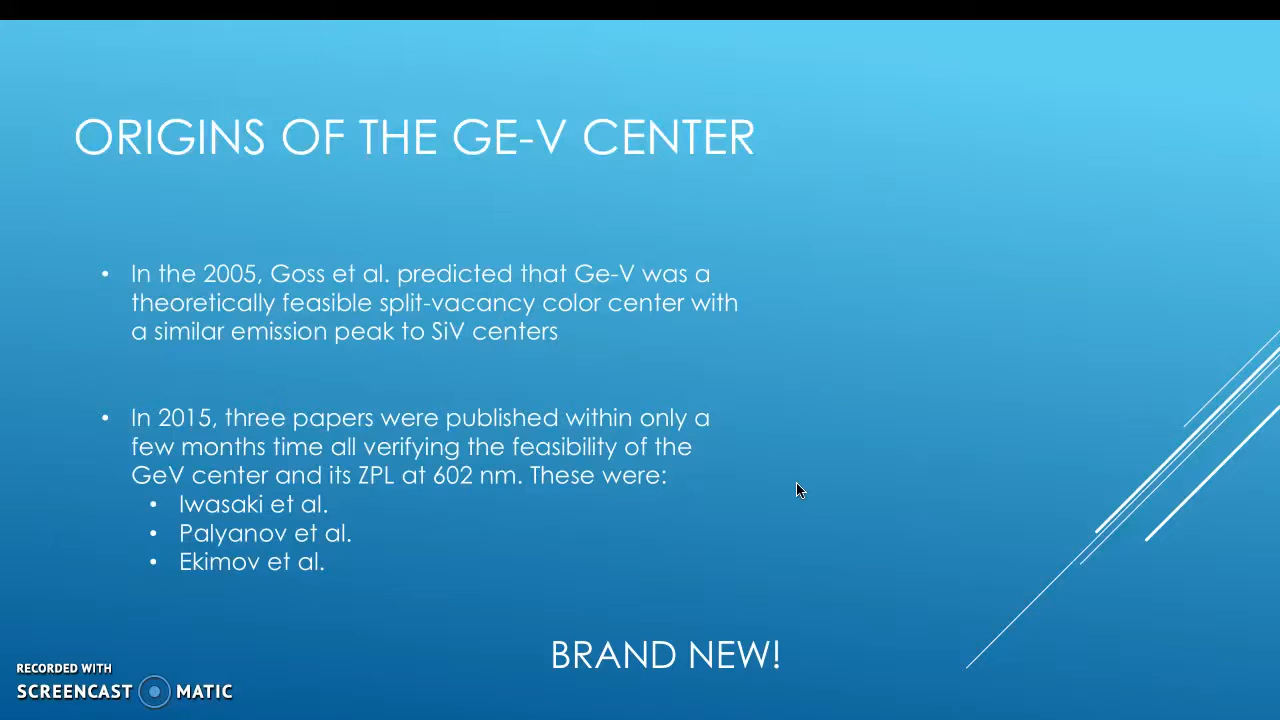 ORIGINS OF THE GE-V CENTER
• In the 2005, Goss et al. predicted that Ge-V was a
theoretically feasible split-vacancy color center with
a similar emission peak to SiV centers
• In 2015, three papers were published within only a
few months time all verifying the feasibility of the
GeV center and its ZPL at 602 nm. These were:
• Iwasaki et al.
• Palyanov et al.
• Ekimov et al.
BRAND NEW!
RECORDED WITH
SCREENCAST MATIC